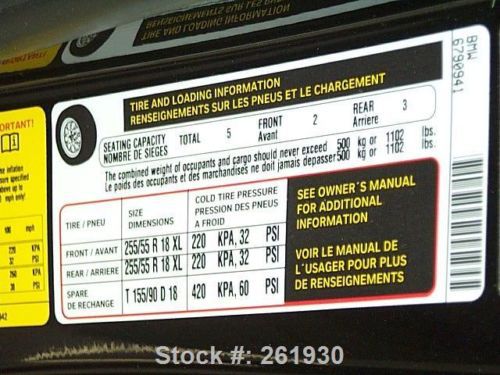 TIRE AND LOADING INFORMATION
RENSEIGNEMENTS SUR LES PNEUS ET LE CHARGEMENT
SEATING CAPACITY
NOMBRE DE SIEGES
TOTAL 5
FRONT
Avant 2
REAR
Arriere 3
The combined weight of occupants and cargo should never exceed 500 kg or 1102 lbs.
Le poids des occupants et des marchandises ne doit jamais depasser 500 kg or 1102 lbs.
TIRE / PNEU
SIZE
DIMENSIONS
COLD TIRE PRESSURE
PRESSION DES PNEUS
A FROID
FRONT / AVANT 255/55 R 18 XL 220 KPA, 32 PSI
REAR / ARRIERE 255/55 R 18 XL 220 KPA, 32 PSI
SPARE
DE RECHANGE
T 155/90 D 18 420 KPA, 60 PSI
SEE OWNER´S MANUAL
FOR ADDITIONAL
INFORMATION
VOIR LE MANUEL DE
L´USAGER POUR PLUS
DE RENSEIGNEMENTS
BMW
6790941
Stock #: 261930